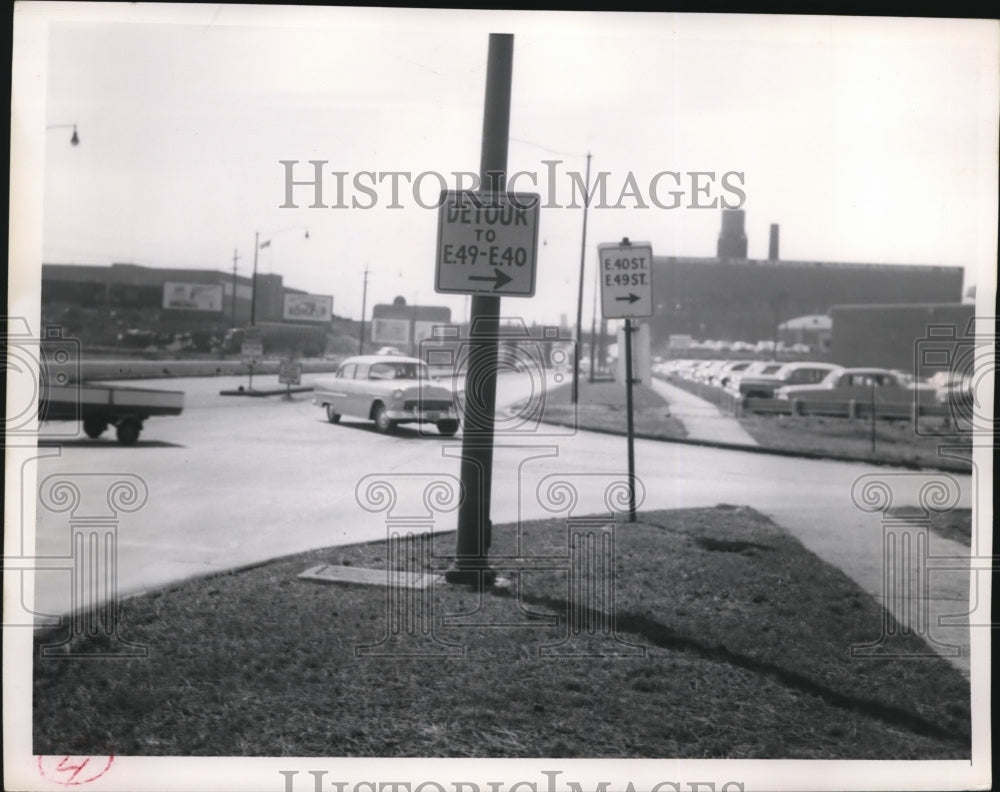 HISTORIC IMAGES
DETOUR
TO
E.49-E.40
E.40 ST.
E.49 ST.
HISTORIC IMAGES